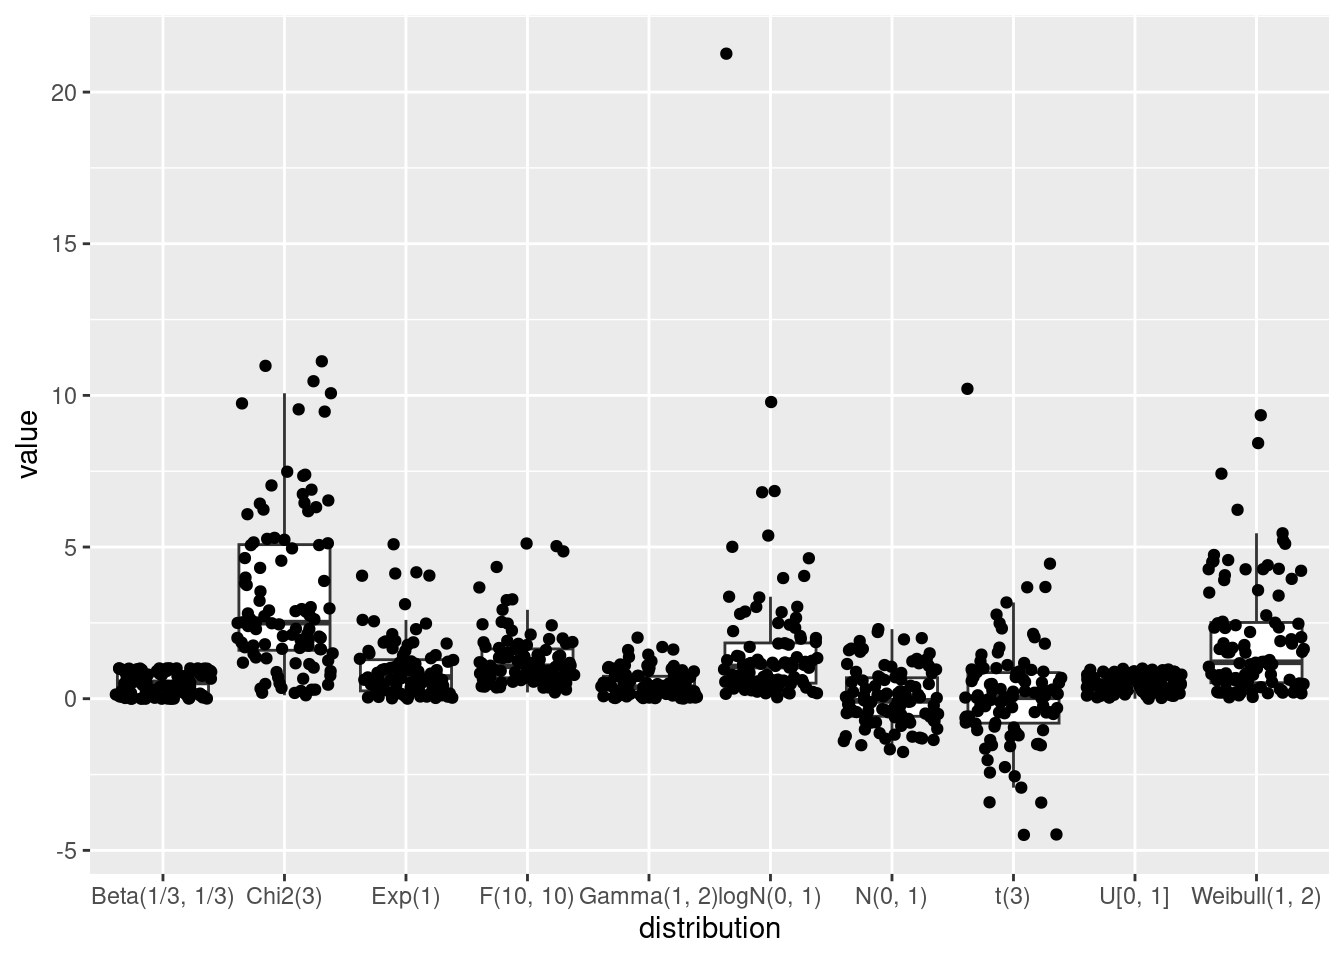 20
15
10
5
0
-5
value
Beta(1/3, 1/3) Chi2(3) Exp(1) F(10, 10) Gamma(1, 2) logN(0, 1) N(0, 1) t(3) U[0, 1] Weibull(1, 2)
distribution